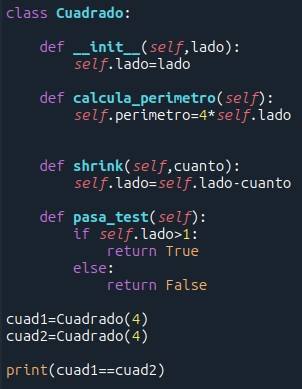 class Cuadrado:
def __init__(self,lado):
self.lado=lado
def calcula_perimetro(self):
self.perimetro=4*self.lado
def shrink(self,cuanto):
self.lado=self.lado-cuanto
def pasa_test(self):
if self.lado>1:
return True
else:
return False
cuad1=Cuadrado(4)
cuad2=Cuadrado(4)
print(cuad1==cuad2)